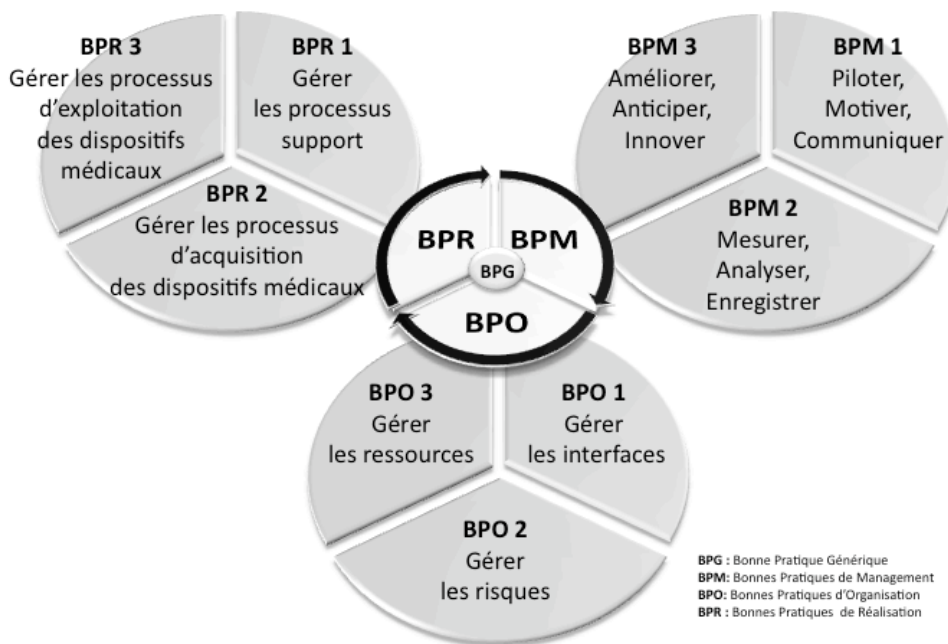 BPR 3
Gérer les processus
d'exploitation
des dispositifs
médicaux
BPR 1
Gérer
les processus
support
BPR 2
Gérer les processus
d'acquisition
des dispositifs médicaux
BPM 3
Améliorer,
Anticiper,
Innover
BPM 1
Piloter,
Motiver,
Communiquer
BPM 2
Mesurer,
Analyser,
Enregistrer
BPR
BPM
BPG
BPO
BPO 3
Gérer
les ressources
BPO 1
Gérer
les interfaces
BPO 2
Gérer
les risques
BPG : Bonne Pratique Générique
BPM: Bonnes Pratiques de Management
BPO: Bonnes Pratiques d'Organisation
BPR : Bonnes Pratiques de Réalisation